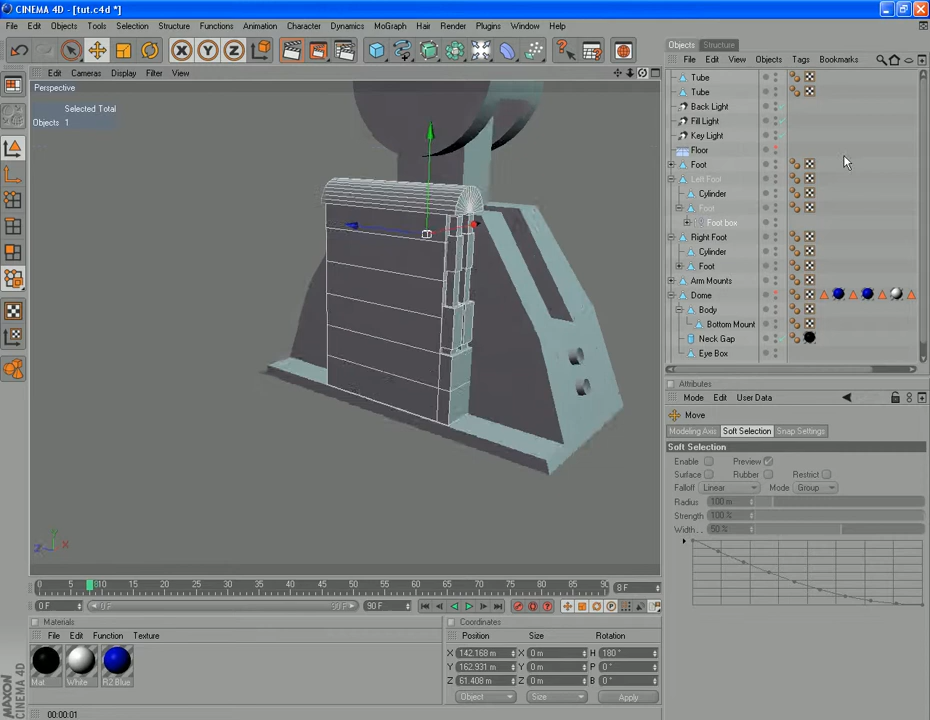 CINEMA 4D - [tut.c4d *]
File Edit Objects Tools Selection Structure Functions Animation Character Dynamics MoGraph Hair Render Plugins Window Help
Objects Structure
File Edit View Objects Tags Bookmarks
Edit Cameras Display Filter View
Perspective
Selected Total
Objects 1
Tube
Tube
Back Light
Fill Light
Key Light
Floor
Foot
Left Foot
Cylinder
Foot
Foot box
Right Foot
Cylinder
Foot
Arm Mounts
Dome
Body
Bottom Mount
Neck Gap
Eye Box
Attributes
Mode Edit User Data
Move
Modeling Axis Soft Selection Snap Settings
Soft Selection
Enable Preview
Surface Rubber Restrict
Falloff Linear Mode Group
Radius 100 m
Strength 100 %
Width... 50 %
Y
Z X
0 5 10 15 20 25 30 35 40 45 50 55 60 65 70 75 80 85 90 8 F
0 F 0 F 90 F 90 F
Materials
File Edit Function Texture
Mat White R2 Blue
Coordinates
Position Size Rotation
X 142.168 m X 0 m H 180 °
Y 162.931 m Y 0 m P 0 °
Z 61.408 m Z 0 m B 0 °
Object Size Apply
MAXON CINEMA 4D
00:00:01